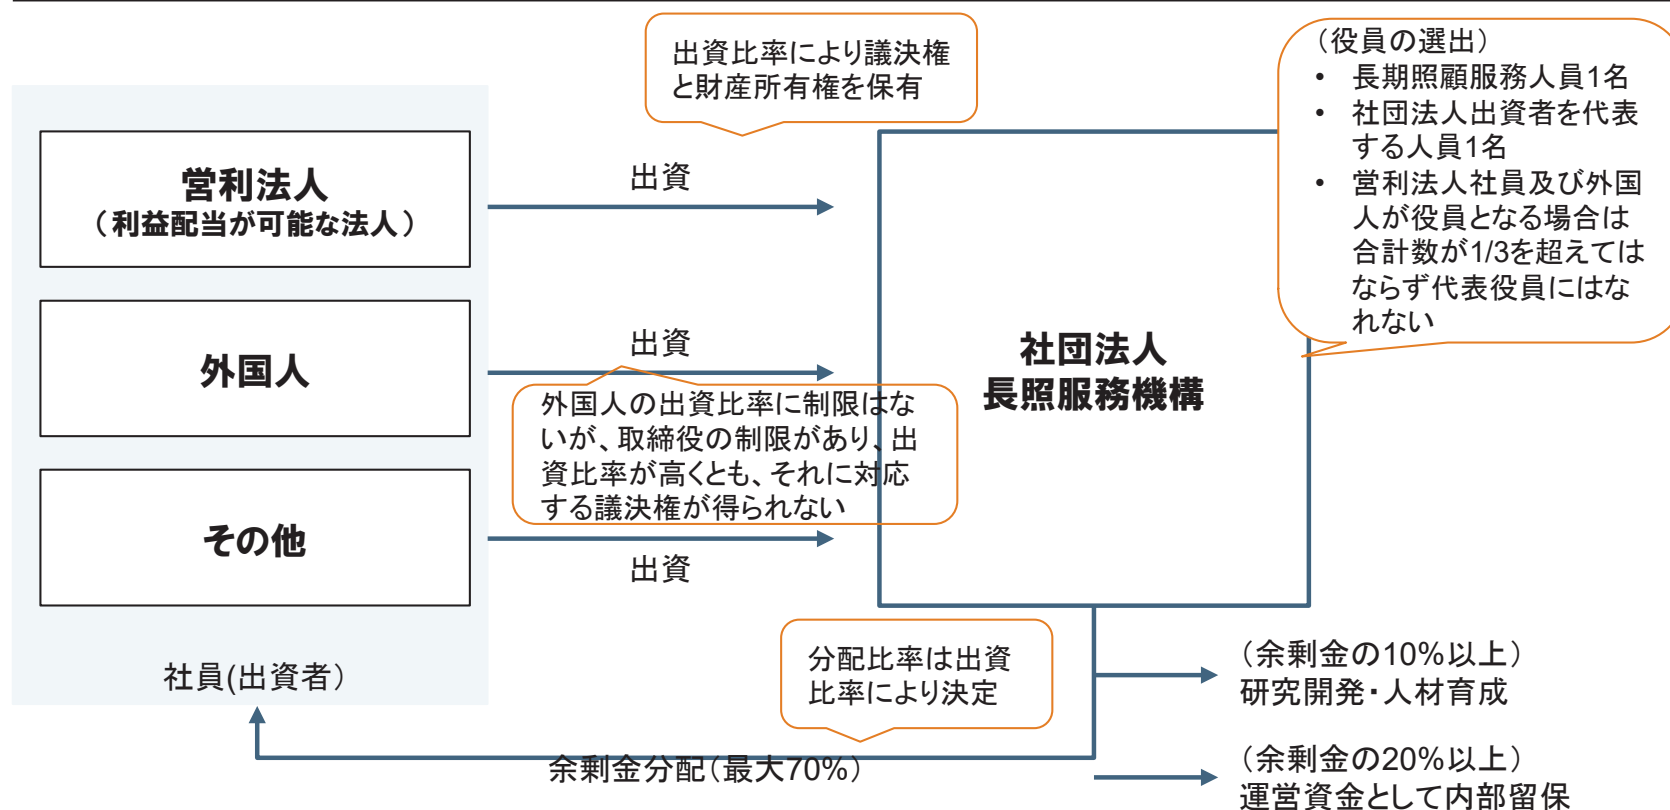 出資比率により議決権
と財産所有権を保有
(役員の選出)
• 長期照顧服務人員1名
• 社団法人出資者を代表
する人員1名
• 営利法人社員及び外国
人が役員となる場合は
合計数が1/3を超えては
ならず代表役員にはな
れない
営利法人
(利益配当が可能な法人)
出資
外国人
出資
外国人の出資比率に制限はな
いが、取締役の制限があり、出
資比率が高くとも、それに対応
する議決権が得られない
社団法人
長照服務機構
その他
出資
社員(出資者)
分配比率は出資
比率により決定
(余剰金の10%以上)
研究開発・人材育成
余剰金分配(最大70%)
(余剰金の20%以上)
運営資金として内部留保